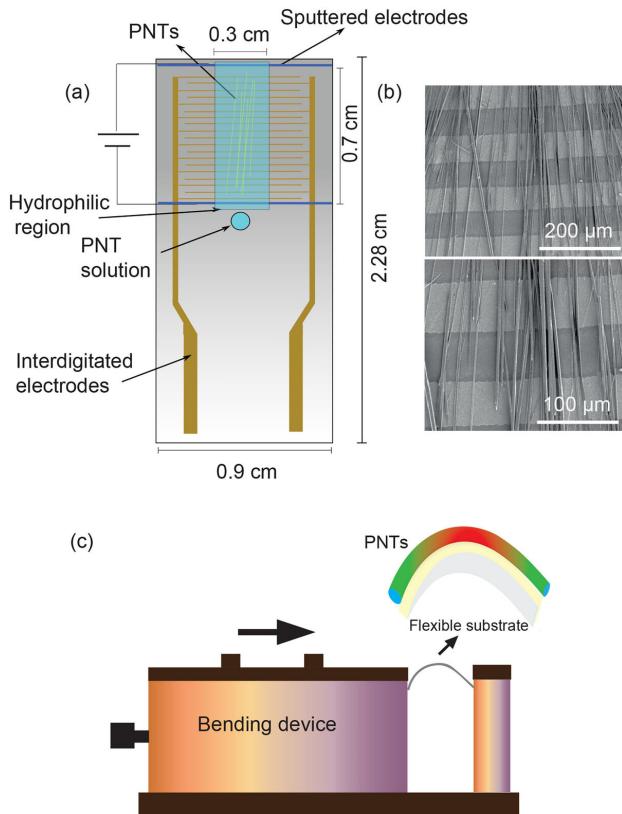 PNTs
Sputtered electrodes
0.3 cm
(a)
(b)
0.7 cm
Hydrophilic
region
PNT
solution
2.28 cm
200 µm
Interdigitated
electrodes
100 µm
0.9 cm
(c)
PNTs
Flexible substrate
Bending device